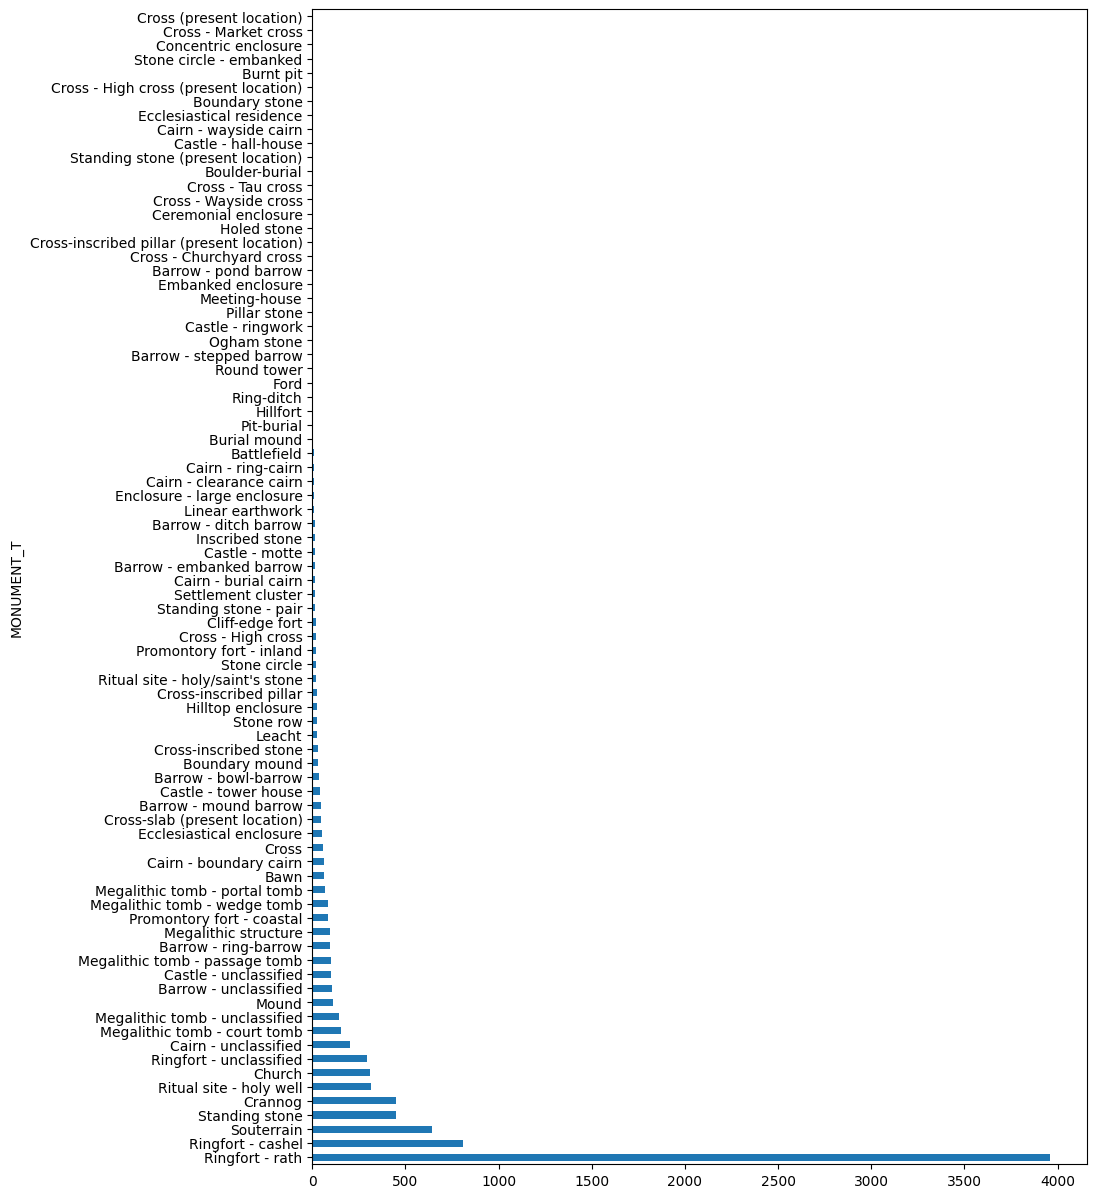 Cross (present location)
Cross - Market cross
Concentric enclosure
Stone circle - embanked
Burnt pit
Cross - High cross (present location)
Boundary stone
Ecclesiastical residence
Cairn - wayside cairn
Castle - hall-house
Standing stone (present location)
Boulder-burial
Cross - Tau cross
Cross - Wayside cross
Ceremonial enclosure
Holed stone
Cross-inscribed pillar (present location)
Cross - Churchyard cross
Barrow - pond barrow
Embanked enclosure
Meeting-house
Pillar stone
Castle - ringwork
Ogham stone
Barrow - stepped barrow
Round tower
Ford
Ring-ditch
Hillfort
Pit-burial
Burial mound
Battlefield
Cairn - ring-cairn
Cairn - clearance cairn
Enclosure - large enclosure
Linear earthwork
Barrow - ditch barrow
Inscribed stone
Castle - motte
Barrow - embanked barrow
Cairn - burial cairn
Settlement cluster
Standing stone - pair
Cliff-edge fort
Cross - High cross
Promontory fort - inland
Stone circle
Ritual site - holy/saint's stone
Cross-inscribed pillar
Hilltop enclosure
Stone row
Leacht
Cross-inscribed stone
Boundary mound
Barrow - bowl-barrow
Castle - tower house
Barrow - mound barrow
Cross-slab (present location)
Ecclesiastical enclosure
Cross
Cairn - boundary cairn
Bawn
Megalithic tomb - portal tomb
Megalithic tomb - wedge tomb
Promontory fort - coastal
Megalithic structure
Barrow - ring-barrow
Megalithic tomb - passage tomb
Castle - unclassified
Barrow - unclassified
Mound
Megalithic tomb - unclassified
Megalithic tomb - court tomb
Cairn - unclassified
Ringfort - unclassified
Church
Ritual site - holy well
Crannog
Standing stone
Souterrain
Ringfort - cashel
Ringfort - rath
MONUMENT_T
0 500 1000 1500 2000 2500 3000 3500 4000